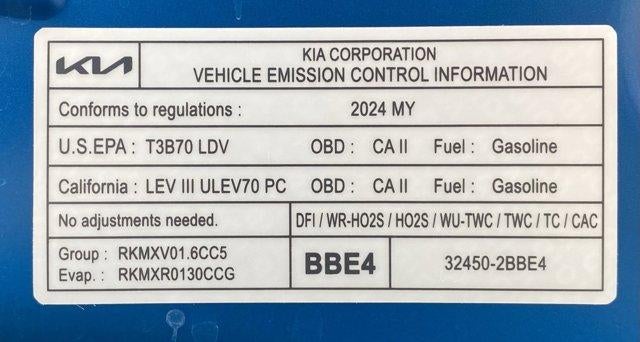 KIA
KIA CORPORATION
VEHICLE EMISSION CONTROL INFORMATION
Conforms to regulations : 2024 MY
U.S.EPA : T3B70 LDV OBD : CA II Fuel : Gasoline
California : LEV III ULEV70 PC OBD : CA II Fuel : Gasoline
No adjustments needed. DFI / WR-HO2S / HO2S / WU-TWC / TWC / TC / CAC
Group : RKMXV01.6CC5
Evap. : RKMXR0130CCG
BBE4
32450-2BBE4